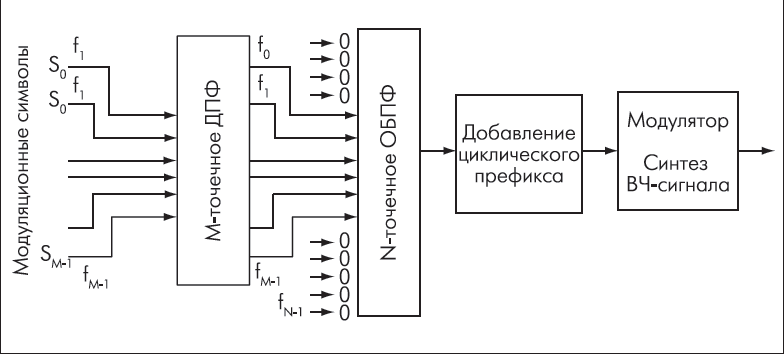 Модуляционные символы
f1
S0
f1
S0
SM-1
fM-1
M-точечное ДПФ
f0
f1
fM-1
0
0
0
0
0
0
0
0
fN-1
0
N-точечное ОБПФ
Добавление
циклического
префикса
Модулятор
Синтез
ВЧ-сигнала